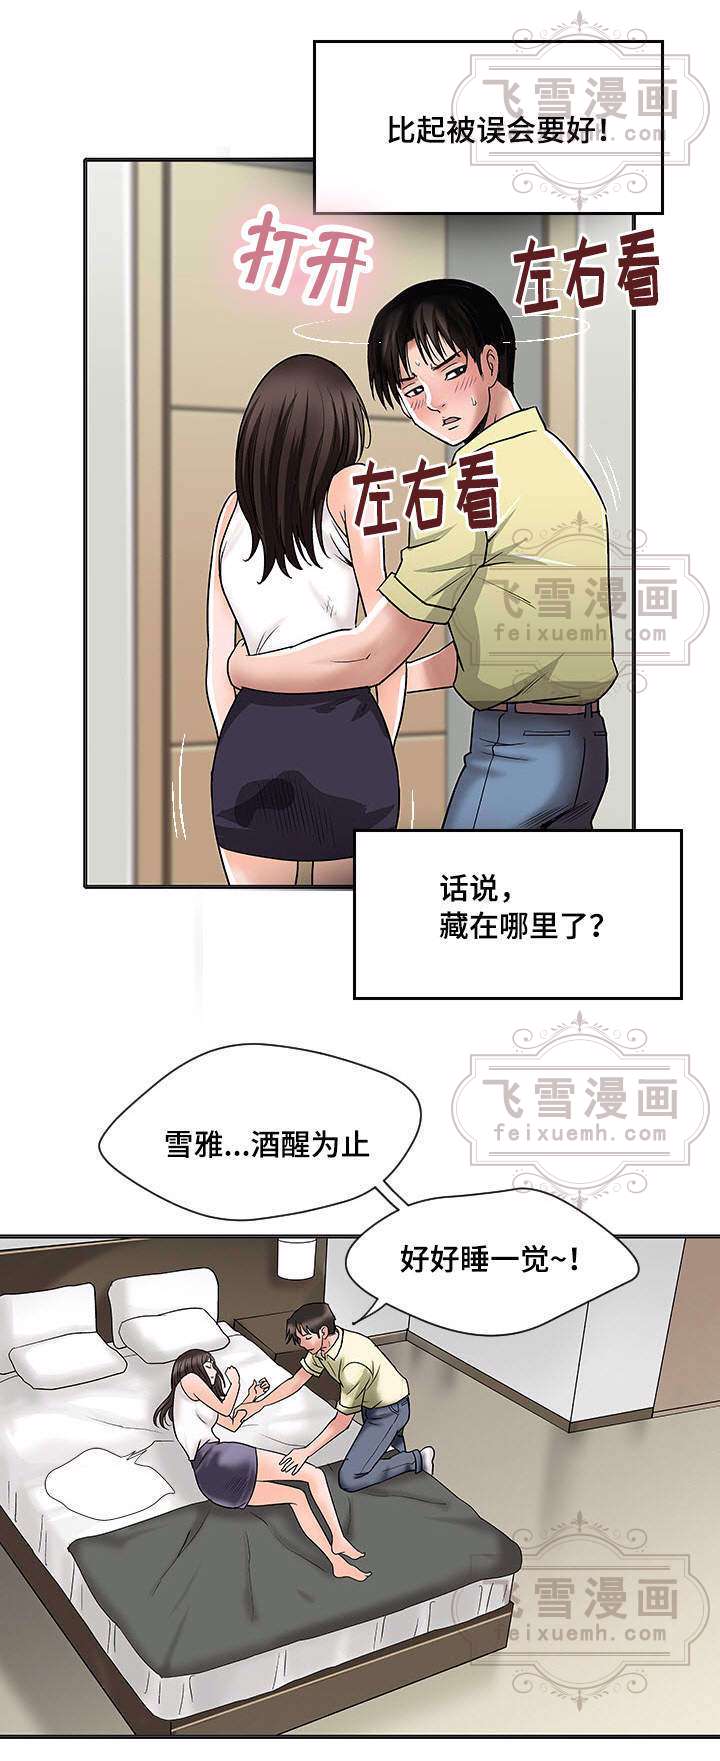 飞雪漫画
feixuemh.com
比起被误会要好!
打开
左右看
左右看
飞雪漫画
feixuemh.com
话说,
藏在哪里了?
飞雪漫画
feixuemh.com
雪雅...酒醒为止
好好睡一觉~!
飞雪漫画
feixuemh.com